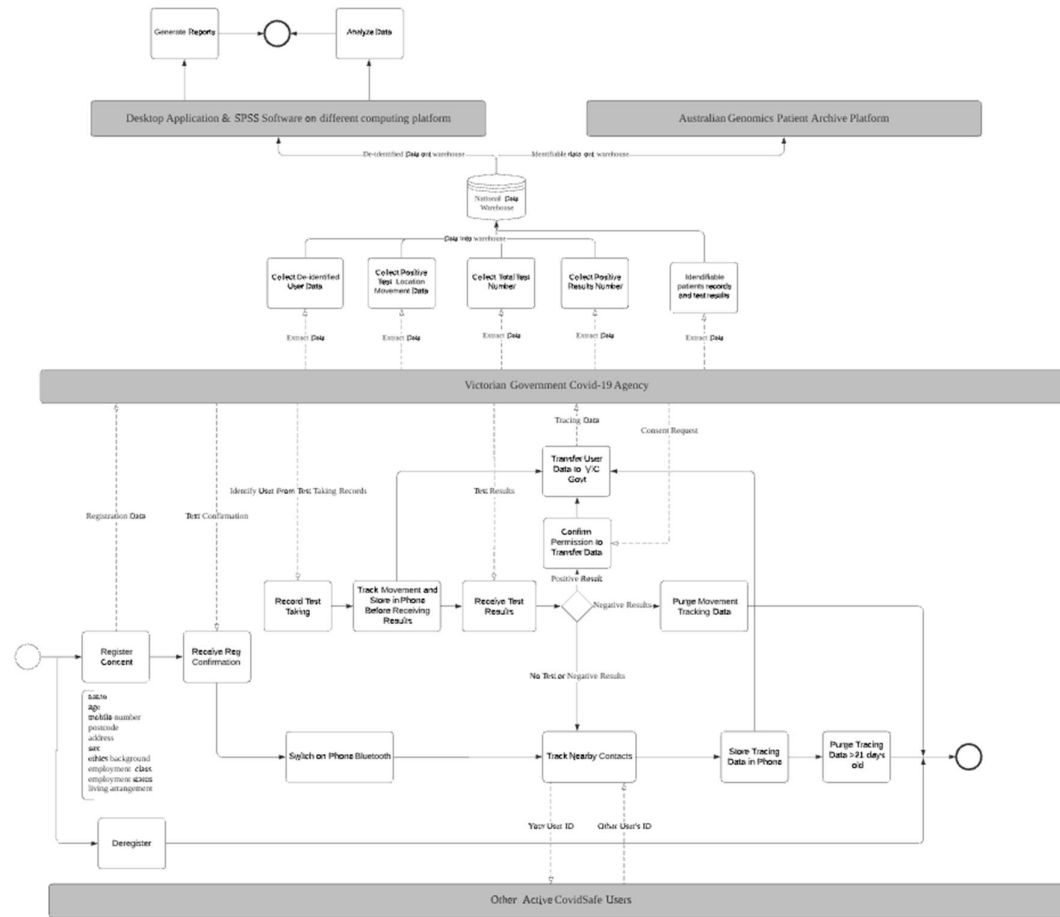 Generate Reports
Analyze Data
Desktop Application & SPSS Software on different computing platform
Australian Genomics Patient Archive Platform
De-identified Data out warehouse
Identifiable data out warehouse
National Data
Warehouse
Data into warehouse
Collect De-identified
User Data
Collect Positive
Test Location
Movement Data
Collect Total Test
Number
Collect Positive
Results Number
Idenidfiable
patients records
and test results
Extract Data
Extract Data
Extract Data
Extract Data
Extract Data
Victorian Government Covid-19 Agency
Tracing Data
Consent Request
Transfer User
Data to VIC
Govt
Identify User From Test Taking Records
Test Results
Registration Data
Text Confirmation
Confirm
Permission to
Transfer Data
Positive Result
Record Test
Taking
Track Movement and
Store in Phone
Before Receiving
Results
Receive Test
Results
Negative Results
Purge Movement
Tracking Data
Register
Concent
Receive Reg
Confirmation
No Test or Negative Results
name
age
mobile number
postcode
address
sex
ethics background
employment class
employment status
living arrangement
Switch on Phone Bluetooth
Track Nearby Contacts
Store Tracing
Data in Phone
Purge Tracing
Data >21 days
old
Your User ID
Other User's ID
Deregister
Other Active CovidSafe Users